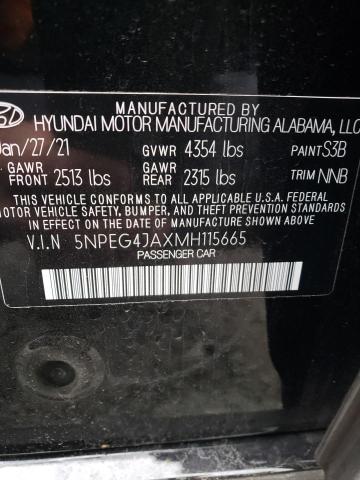 MANUFACTURED BY
HYUNDAI MOTOR MANUFACTURING ALABAMA, LLC
Jan/27/21 GVWR 4354 lbs PAINT S3B
GAWR FRONT 2513 lbs GAWR REAR 2315 lbs TRIM NNB
THIS VEHICLE CONFORMS TO ALL APPLICABLE U.S.A. FEDERAL
MOTOR VEHICLE SAFETY, BUMPER, AND THEFT PREVENTION STANDARDS
IN EFFECT ON THE DATE OF MANUFACTURE SHOWN ABOVE.
V.I.N 5NPEG4JAXMH115665
PASSENGER CAR